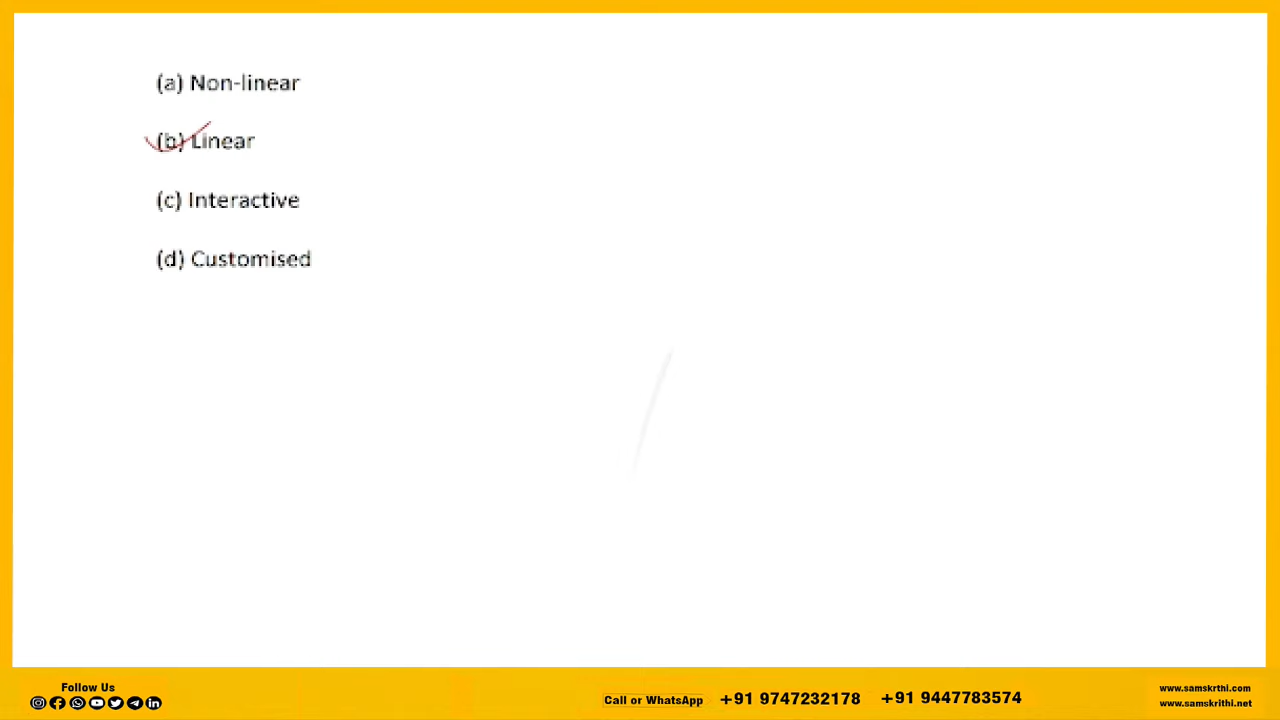 (a) Non-linear
(b) Linear
(c) Interactive
(d) Customised
Follow Us
Call or WhatsApp +91 9747232178 +91 9447783574
www.samskrthi.com
www.samskrithi.net